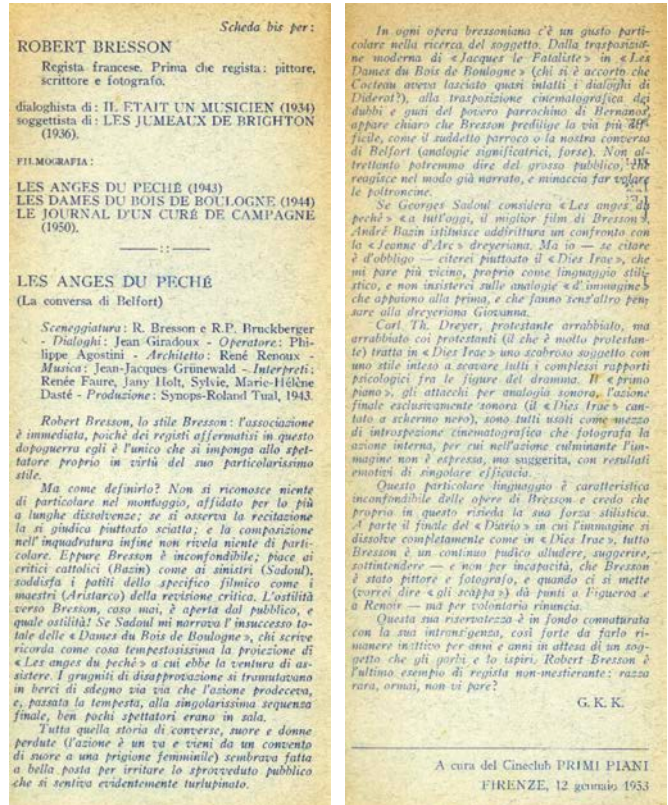 Scheda bis per:
ROBERT BRESSON
Regista francese. Prima che regista: pittore,
scrittore e fotografo.
dialoghista di: IL ETAIT UN MUSICIEN (1934)
soggettista di: LES JUMEAUX DE BRIGHTON
(1936).
FILMOGRAFIA:
LES ANGES DU PECHÉ (1943)
LES DAMES DU BOIS DE BOULOGNE (1944)
LE JOURNAL D'UN CURÉ DE CAMPAGNE
(1950).
LES ANGES DU PECHÉ
(La conversa di Belfort)
Sceneggiatura: R. Bresson e R.P. Bruckberger
- Dialoghi: Jean Giradoux - Operatore: Phi-
lippe Agostini - Architetto: René Renoux -
Musica: Jean-Jacques Grünewald - Interpreti:
Renée Faure, Jany Holt, Sylvie, Marie-Hélène
Dasté - Produzione: Synops-Roland Tual, 1943.
Robert Bresson, lo stile Bresson: l'associazione
è immediata, poichè dei registi affermatisi in questo
dopoguerra egli è l'unico che si imponga allo spet-
tatore proprio in virtù del suo particolarissimo
stile.
Ma come definirlo? Non si riconosce niente
di particolare nel montaggio, affidato per lo più
a lunghe dissolvenze; se si osserva la recitazione
la si giudica piuttosto sciatta; e la composizione
nell'inquadratura infine non rivela niente di parti-
colare. Eppure Bresson è inconfondibile; piace ai
critici cattolici (Bazin) come ai sinistri (Sadoul),
soddisfa i patiti dello specifico filmico come i
maestri (Aristarco) della revisione critica. L'ostilità
verso Bresson, caso mai, è aperta dal pubblico, e
quale ostilità! Se Sadoul mi narrava l'insuccesso to-
tale delle «Dames du Bois de Boulogne», chi scrive
ricorda come cosa tempestosissima la proiezione di
«Les anges du pechè» a cui ebbe la ventura di as-
sistere. I grugniti di disapprovazione si tramutavano
in berci di sdegno via via che l'azione prodeceva,
e, passata la tempesta, alla singolarissima sequenza
finale, ben pochi spettatori erano in sala.
Tutta quella storia di converse, suore e donne
perdute (l'azione è un va e vieni da un convento
di suore a una prigione femminile) sembrava fatta
a bella posta per irritare lo sprovveduto pubblico
che si sentiva evidentemente turlupinato.
In ogni opera bressoniana c'è un gusto parti-
colare nella ricerca del soggetto. Dalla trasposizio-
ne moderna di «Jacques le Fataliste» in «Les
Dames du Bois de Boulogne» (chi si è accorto che
Cocteau aveva lasciato quasi intatti i dialoghi di
Diderot?), alla trasposizione cinematografica dei
dubbi e guai del povero parrochino di Bernanos,
appare chiaro che Bresson predilige la via più dif-
ficile, come il suddetto parroco o la nostra conversa
di Belfort (analogie significatrici, forse). Non al-
trettanto potremmo dire del grosso pubblico, che
reagisce nel modo già narrato, e minaccia far volare
le poltroncine.
Se Georges Sadoul considera «Les anges du
pechè» «a tutt'oggi, il miglior film di Bresson»,
André Bazin istituisce addirittura un confronto con
la «Jeanne d'Arc» dreyeriana. Ma io — se citare
è d'obbligo — citerei piuttosto il «Dies Irae», che
mi pare più vicino, proprio come linguaggio stili-
stico, e non insisterei sulle analogie «d'immagine»
che appaiono alla prima, e che fanno senz'altro pen-
sare alla dreyeriana Giovanna.
Carl Th. Dreyer, protestante arrabbiato, ma
arrabbiato coi protestanti (il che è molto protestan-
te) tratta in «Dies Irae» uno scabroso soggetto con
uno stile inteso a scavare tutti i complessi rapporti
psicologici fra le figure del dramma. Il «primo
piano», gli attacchi per analogia sonora, l'azione
finale esclusivamente sonora (il «Dies Irae» can-
tato a schermo nero), sono tutti usati come mezzo
di introspezione cinematografica che fotografa la
azione interna, per cui nell'azione culminante l'im-
magine non è espressa, ma suggerita, con resultati
emotivi di singolare efficacia.
Questo particolare linguaggio è caratteristica
inconfondibile delle opere di Bresson e credo che
proprio in questo risieda la sua forza stilistica.
A parte il finale del «Diario» in cui l'immagine si
dissolve completamente come in «Dies Irae», tutto
Bresson è un continuo pudico alludere, suggerire,
sottintendere — e non per incapacità, chè Bresson
è stato pittore e fotografo, e quando ci si mette
(vorrei dire «gli scappa») dà punti a Figueroa e
a Renoir — ma per volontaria rinuncia.
Questa sua riservatezza è in fondo connaturata
con la sua intransigenza, così forte da farlo ri-
manere inattivo per anni e anni in attesa di un sog-
getto che gli garbi e lo ispiri. Robert Bresson è
l'ultimo esempio di regista non-mestierante: razza
rara, ormai, non vi pare?
G. K. K.
A cura del Cineclub PRIMI PIANI
FIRENZE, 12 gennaio 1953